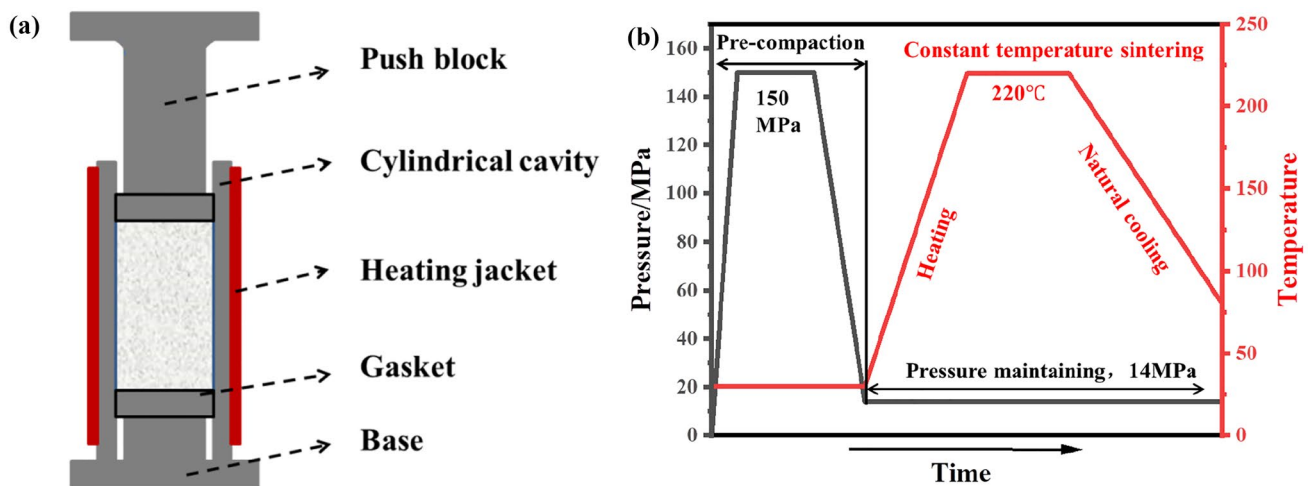 (a)
Push block
Cylindrical cavity
Heating jacket
Gasket
Base
(b)
Pressure/MPa
160
140
120
100
80
60
40
20
0
Pre-compaction
150
MPa
Constant temperature sintering
220℃
Heating
Natural cooling
Pressure maintaining，14MPa
Time
250
200
150
100
50
0
Temperature